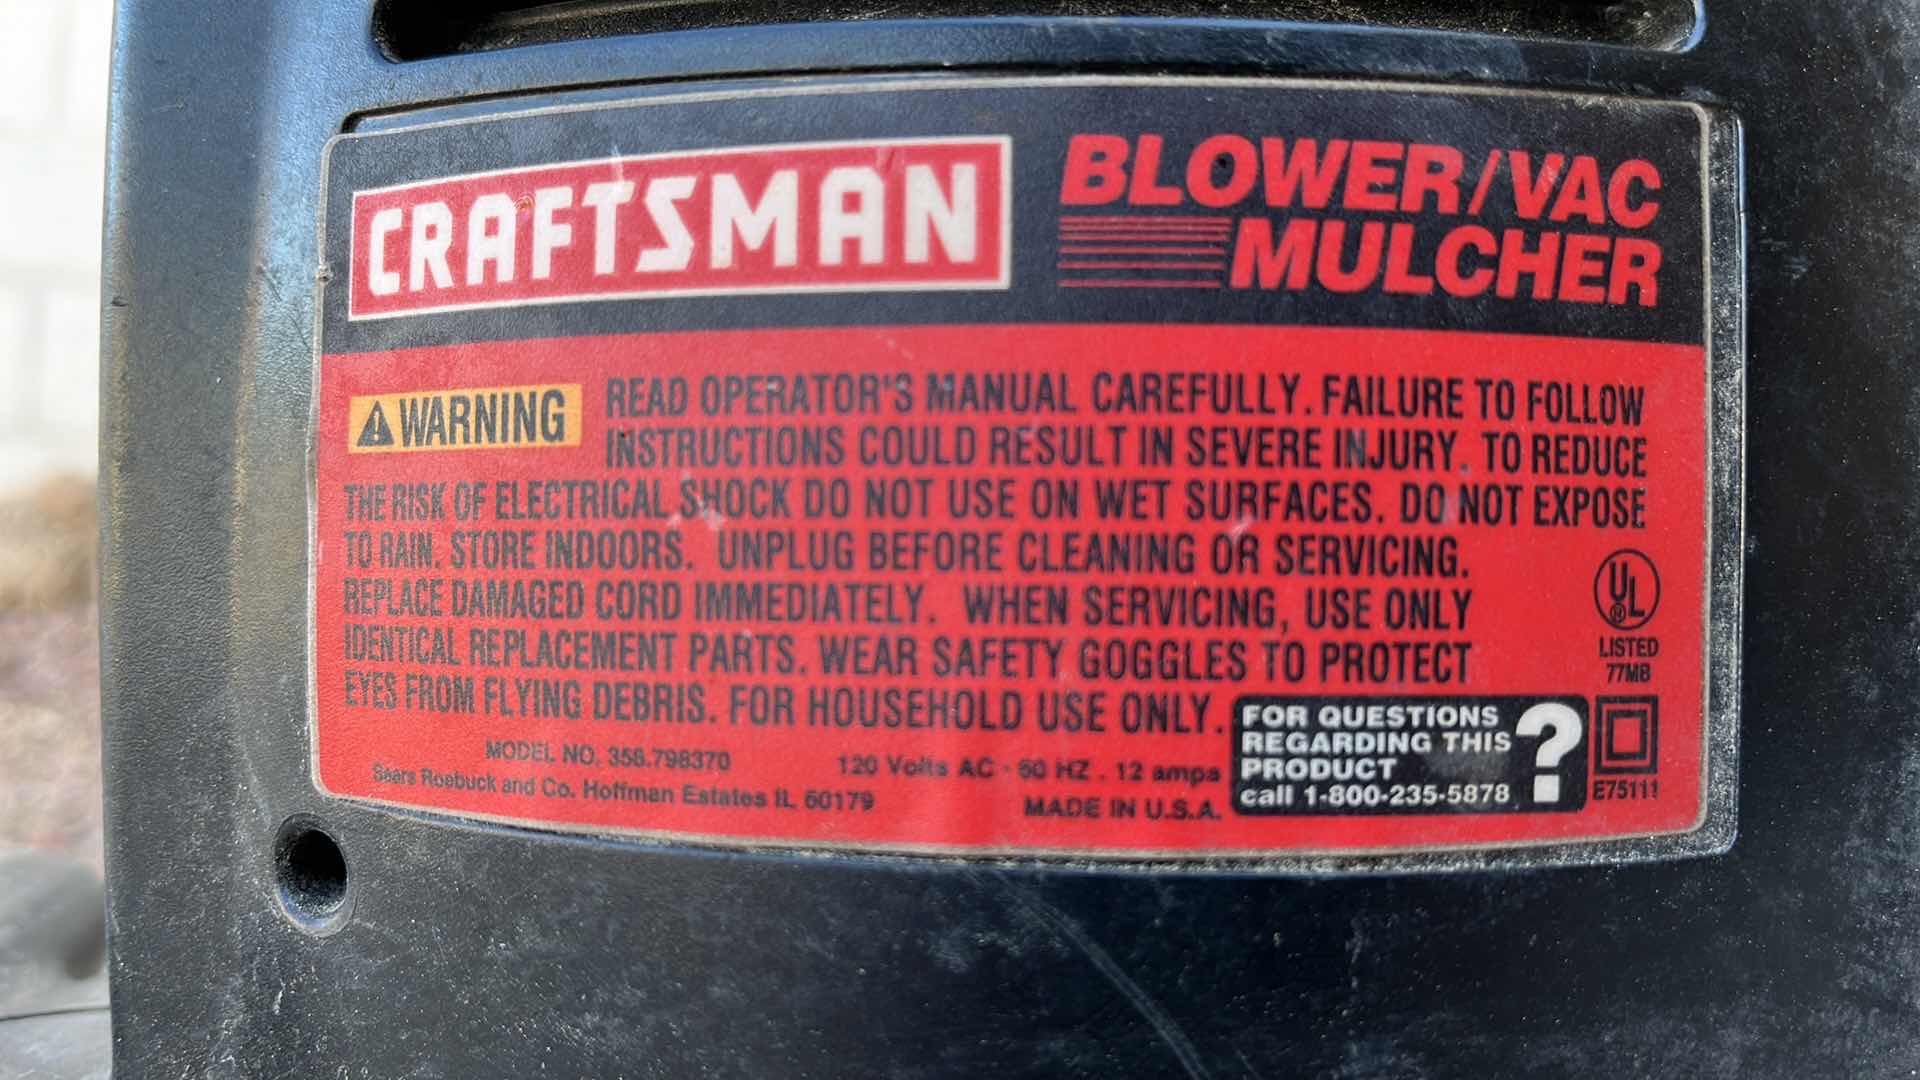 CRAFTSMAN
BLOWER/VAC
MULCHER
WARNING
READ OPERATOR'S MANUAL CAREFULLY. FAILURE TO FOLLOW
INSTRUCTIONS COULD RESULT IN SEVERE INJURY. TO REDUCE
THE RISK OF ELECTRICAL SHOCK DO NOT USE ON WET SURFACES. DO NOT EXPOSE
TO RAIN. STORE INDOORS. UNPLUG BEFORE CLEANING OR SERVICING.
REPLACE DAMAGED CORD IMMEDIATELY. WHEN SERVICING, USE ONLY
IDENTICAL REPLACEMENT PARTS. WEAR SAFETY GOGGLES TO PROTECT
EYES FROM FLYING DEBRIS. FOR HOUSEHOLD USE ONLY.
MODEL NO. 358.798370
120 Volts AC - 60 HZ . 12 amps
Sears Roebuck and Co. Hoffman Estates IL 60179
MADE IN U.S.A.
FOR QUESTIONS
REGARDING THIS
PRODUCT
call 1-800-235-5878
?
UL
®
LISTED
77M8
E75111